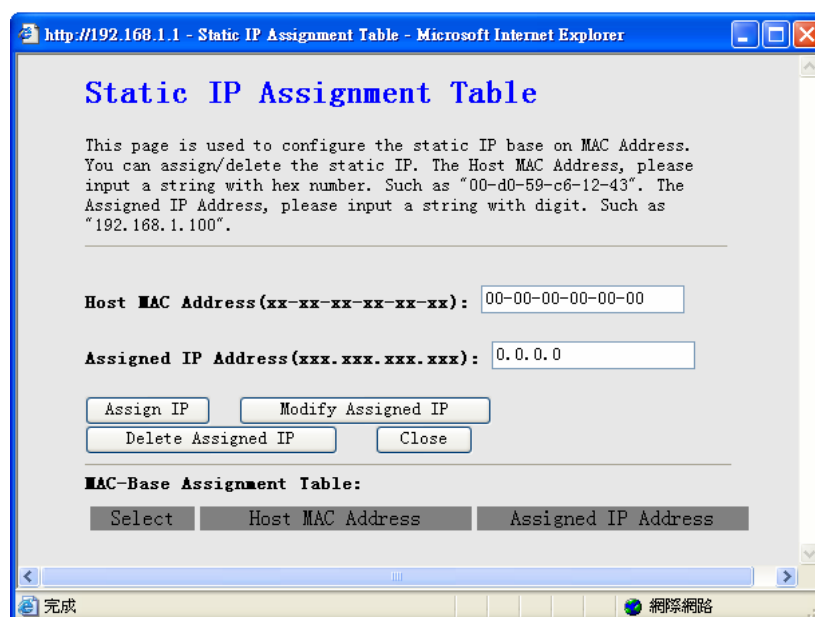 http://192.168.1.1 - Static IP Assignment Table - Microsoft Internet Explorer
Static IP Assignment Table
This page is used to configure the static IP base on MAC Address.
You can assign/delete the static IP. The Host MAC Address, please
input a string with hex number. Such as "00-d0-59-c6-12-43". The
Assigned IP Address, please input a string with digit. Such as
"192.168.1.100".
Host MAC Address(xx-xx-xx-xx-xx-xx): 00-00-00-00-00-00
Assigned IP Address(xxx.xxx.xxx.xxx): 0.0.0.0
Assign IP Modify Assigned IP
Delete Assigned IP Close
MAC-Base Assignment Table:
Select Host MAC Address Assigned IP Address
完成 網際網路